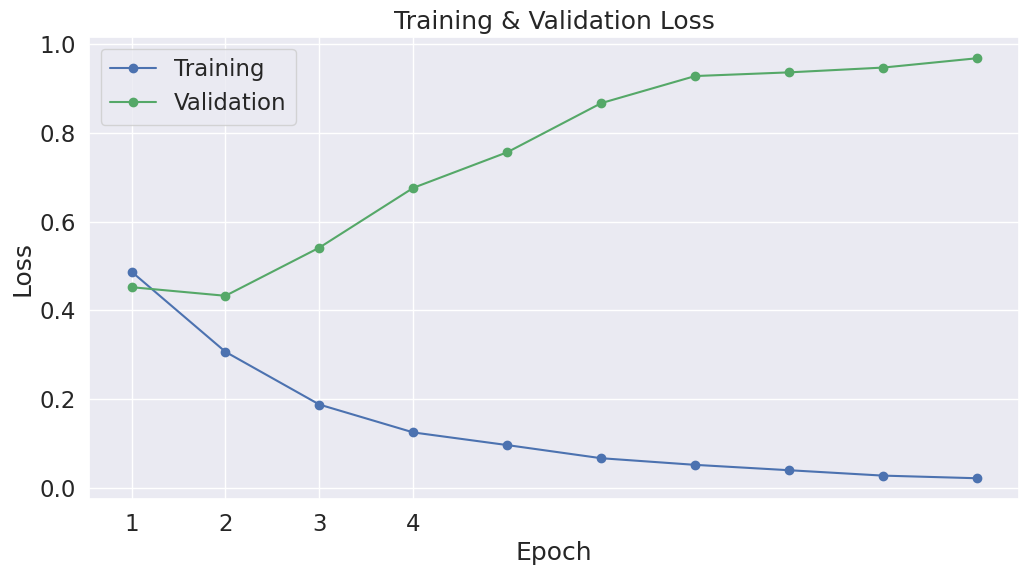 Training & Validation Loss
1.0
Training
Validation
0.8
0.6
Loss
0.4
0.2
0.0
1 2 3 4
Epoch